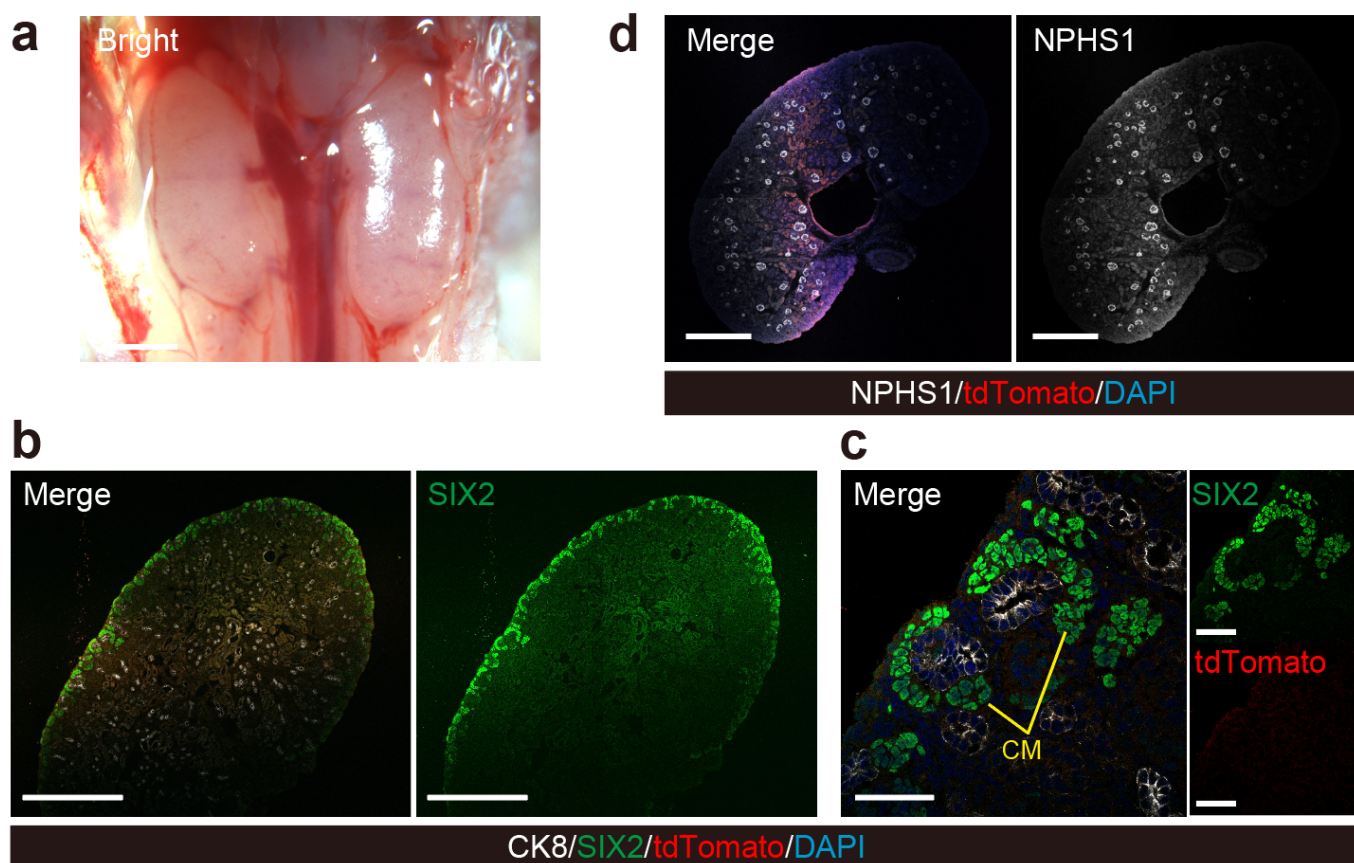 a
Bright
d
Merge
NPHS1
NPHS1/tdTomato/DAPI
b
Merge
SIX2
CK8/SIX2/tdTomato/DAPI
c
Merge
CM
SIX2
tdTomato